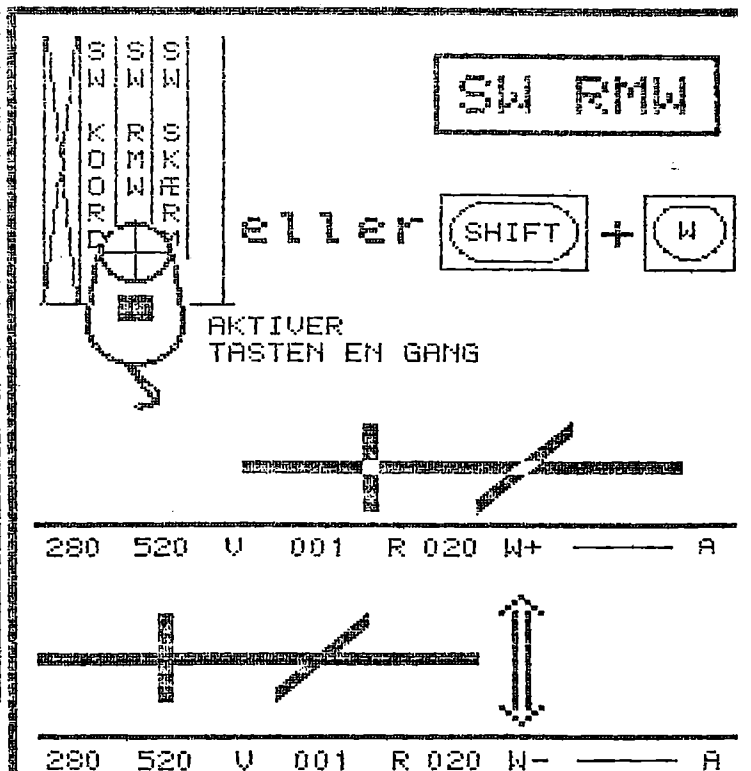 SW KOORD
SW RMW
SW SKÆRM
SW RMW
eller SHIFT + W
AKTIVER
TASTEN EN GANG
280 520 V 001 R 020 W+ ——— A
280 520 V 001 R 020 W- ——— A